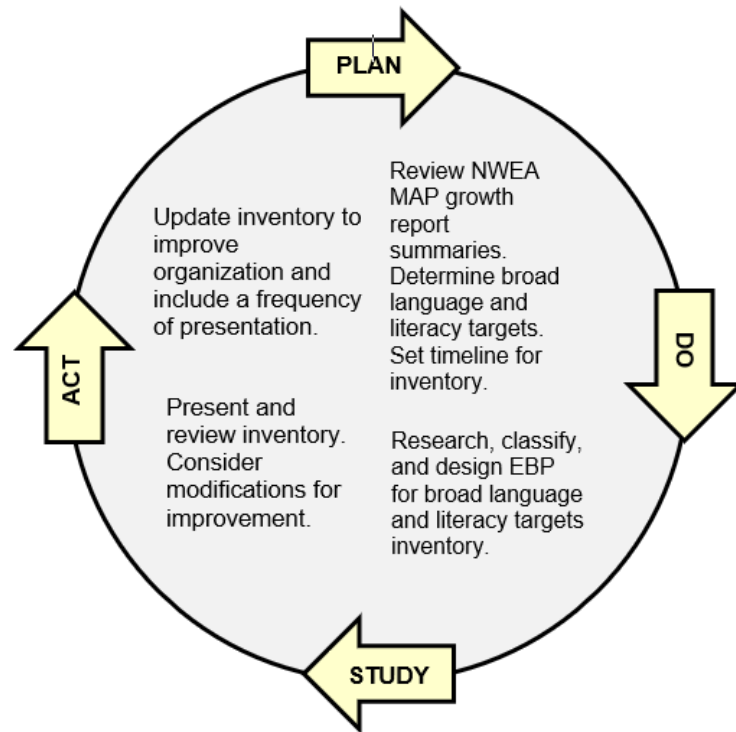 PLAN
Review NWEA
MAP growth
report
summaries.
Determine broad
language and
literacy targets.
Set timeline for
inventory.
DO
Research, classify,
and design EBP
for broad language
and literacy targets
inventory.
STUDY
Present and
review inventory.
Consider
modifications for
improvement.
ACT
Update inventory to
improve
organization and
include a frequency
of presentation.